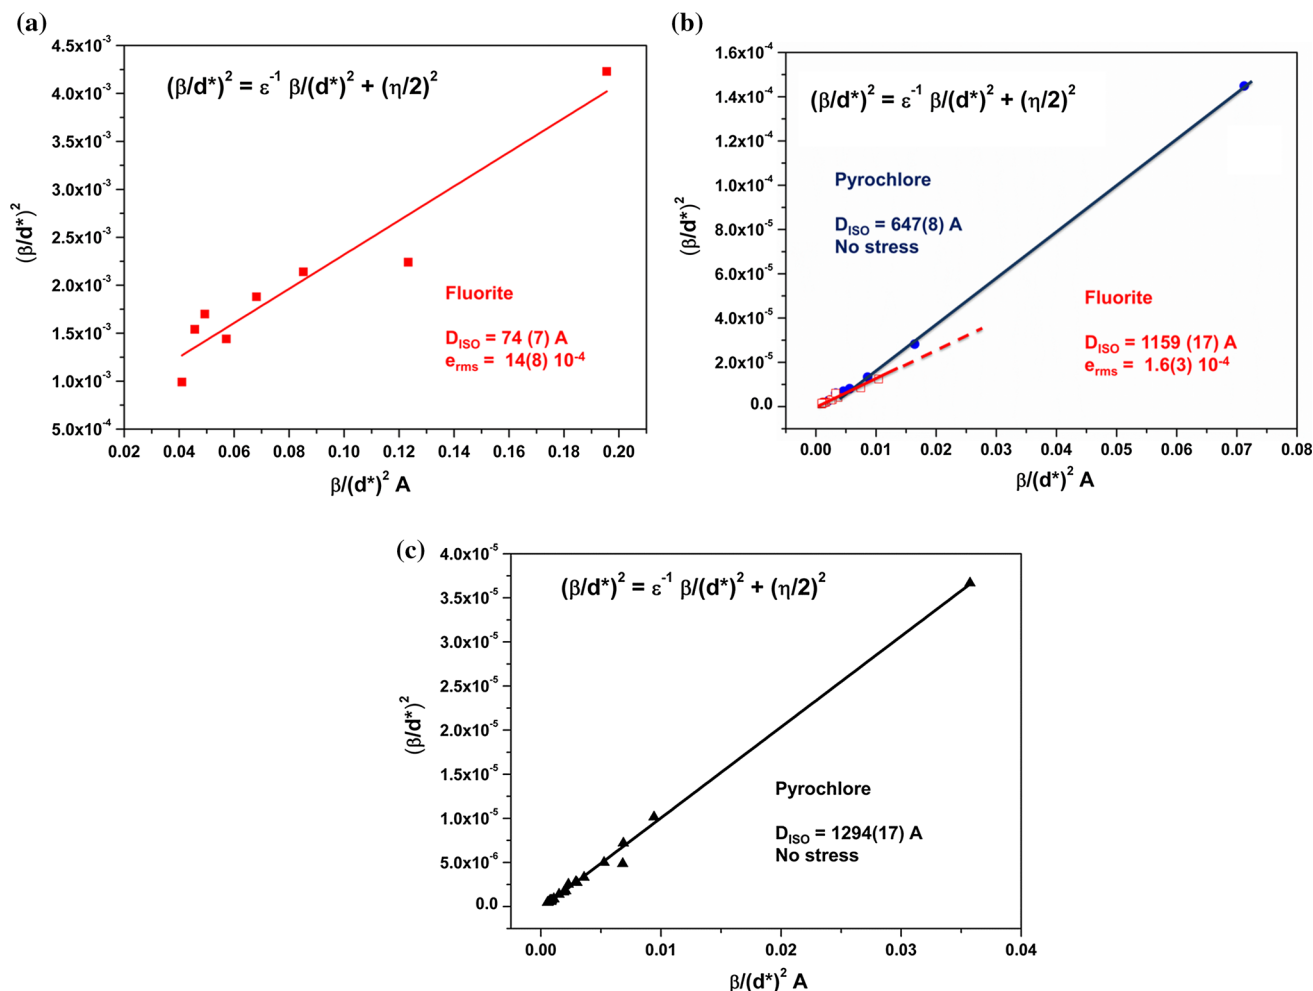 (a)
4.5x10⁻³
4.0x10⁻³
3.5x10⁻³
3.0x10⁻³
2.5x10⁻³
2.0x10⁻³
1.5x10⁻³
1.0x10⁻³
5.0x10⁻⁴
(β/d*)²
(β/d*)² = ε⁻¹ β/(d*)² + (η/2)²
Fluorite
D_ISO = 74 (7) A
e_rms = 14(8) 10⁻⁴
0.02 0.04 0.06 0.08 0.10 0.12 0.14 0.16 0.18 0.20
β/(d*)² A
(b)
1.6x10⁻⁴
1.4x10⁻⁴
1.2x10⁻⁴
1.0x10⁻⁴
8.0x10⁻⁵
6.0x10⁻⁵
4.0x10⁻⁵
2.0x10⁻⁵
0.0
(β/d*)²
(β/d*)² = ε⁻¹ β/(d*)² + (η/2)²
Pyrochlore
D_ISO = 647(8) A
No stress
Fluorite
D_ISO = 1159 (17) A
e_rms = 1.6(3) 10⁻⁴
0.00 0.01 0.02 0.03 0.04 0.05 0.06 0.07 0.08
β/(d*)² A
(c)
4.0x10⁻⁵
3.5x10⁻⁵
3.0x10⁻⁵
2.5x10⁻⁵
2.0x10⁻⁵
1.5x10⁻⁵
1.0x10⁻⁵
5.0x10⁻⁶
0.0
(β/d*)²
(β/d*)² = ε⁻¹ β/(d*)² + (η/2)²
Pyrochlore
D_ISO = 1294(17) A
No stress
0.00 0.01 0.02 0.03 0.04
β/(d*)² A